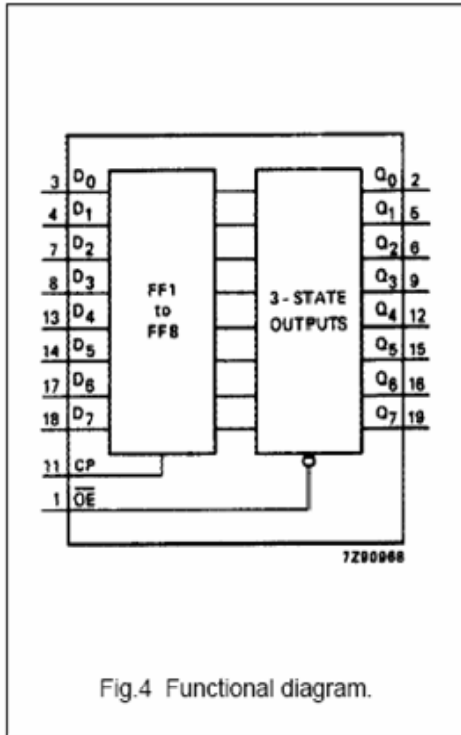 3 D0 Q0 2
4 D1 Q1 5
7 D2 Q2 6
8 D3 Q3 9
13 D4 Q4 12
14 D5 Q5 15
17 D6 Q6 16
18 D7 Q7 19
FF1
to
FF8
3-STATE
OUTPUTS
11 CP
1 O̅E̅
7Z90968
Fig.4 Functional diagram.